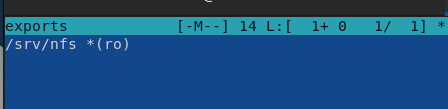 exports [-M--] 14 L:[ 1+ 0 1/ 1] *
/srv/nfs *(ro)